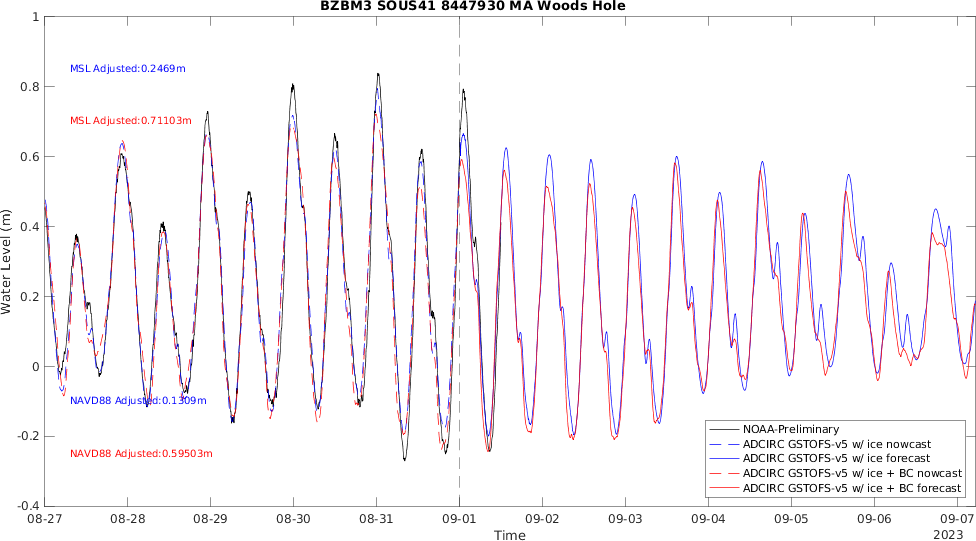 BZBM3 SOUS41 8447930 MA Woods Hole
1
0.8
0.6
0.4
0.2
0
-0.2
-0.4
Water Level (m)
MSL Adjusted:0.2469m
MSL Adjusted:0.71103m
NAVD88 Adjusted:0.1309m
NAVD88 Adjusted:0.59503m
NOAA-Preliminary
ADCIRC GSTOFS-v5 w/ ice nowcast
ADCIRC GSTOFS-v5 w/ ice forecast
ADCIRC GSTOFS-v5 w/ ice + BC nowcast
ADCIRC GSTOFS-v5 w/ ice + BC forecast
08-27 08-28 08-29 08-30 08-31 09-01 09-02 09-03 09-04 09-05 09-06 09-07
Time
2023